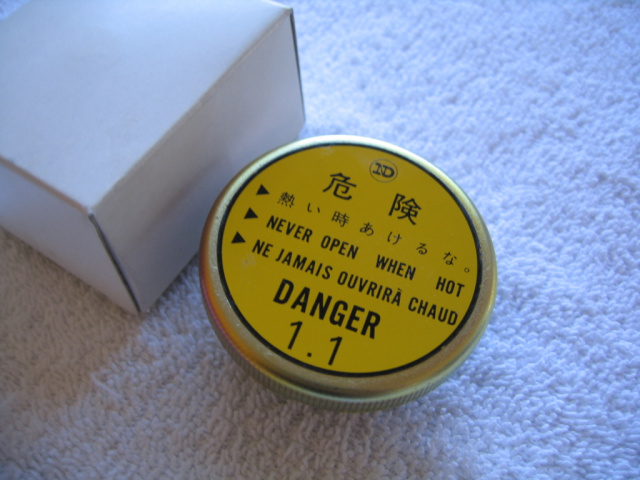 ND
危険
▶熱い時あけるな。
▶NEVER OPEN WHEN HOT
▶NE JAMAIS OUVRIRÀ CHAUD
DANGER
1.1